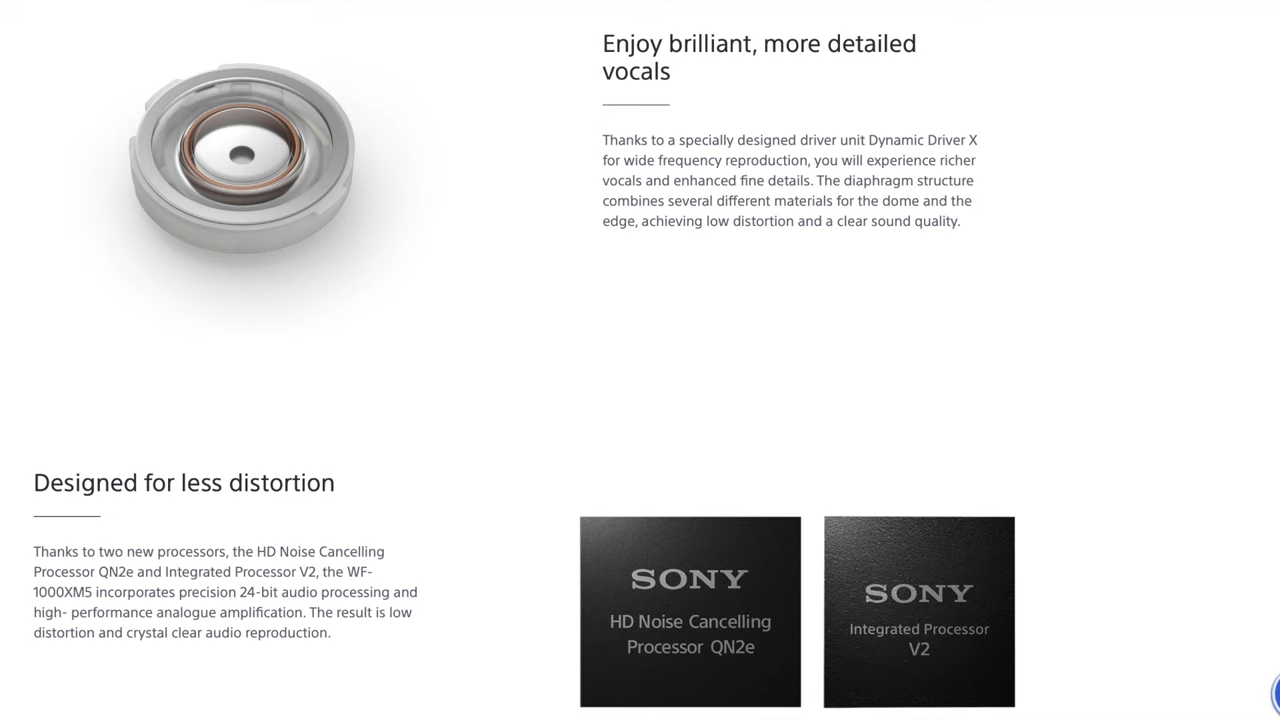 Enjoy brilliant, more detailed
vocals
Thanks to a specially designed driver unit Dynamic Driver X
for wide frequency reproduction, you will experience richer
vocals and enhanced fine details. The diaphragm structure
combines several different materials for the dome and the
edge, achieving low distortion and a clear sound quality.
Designed for less distortion
Thanks to two new processors, the HD Noise Cancelling
Processor QN2e and Integrated Processor V2, the WF-
1000XM5 incorporates precision 24-bit audio processing and
high- performance analogue amplification. The result is low
distortion and crystal clear audio reproduction.
SONY
HD Noise Cancelling
Processor QN2e
SONY
Integrated Processor
V2